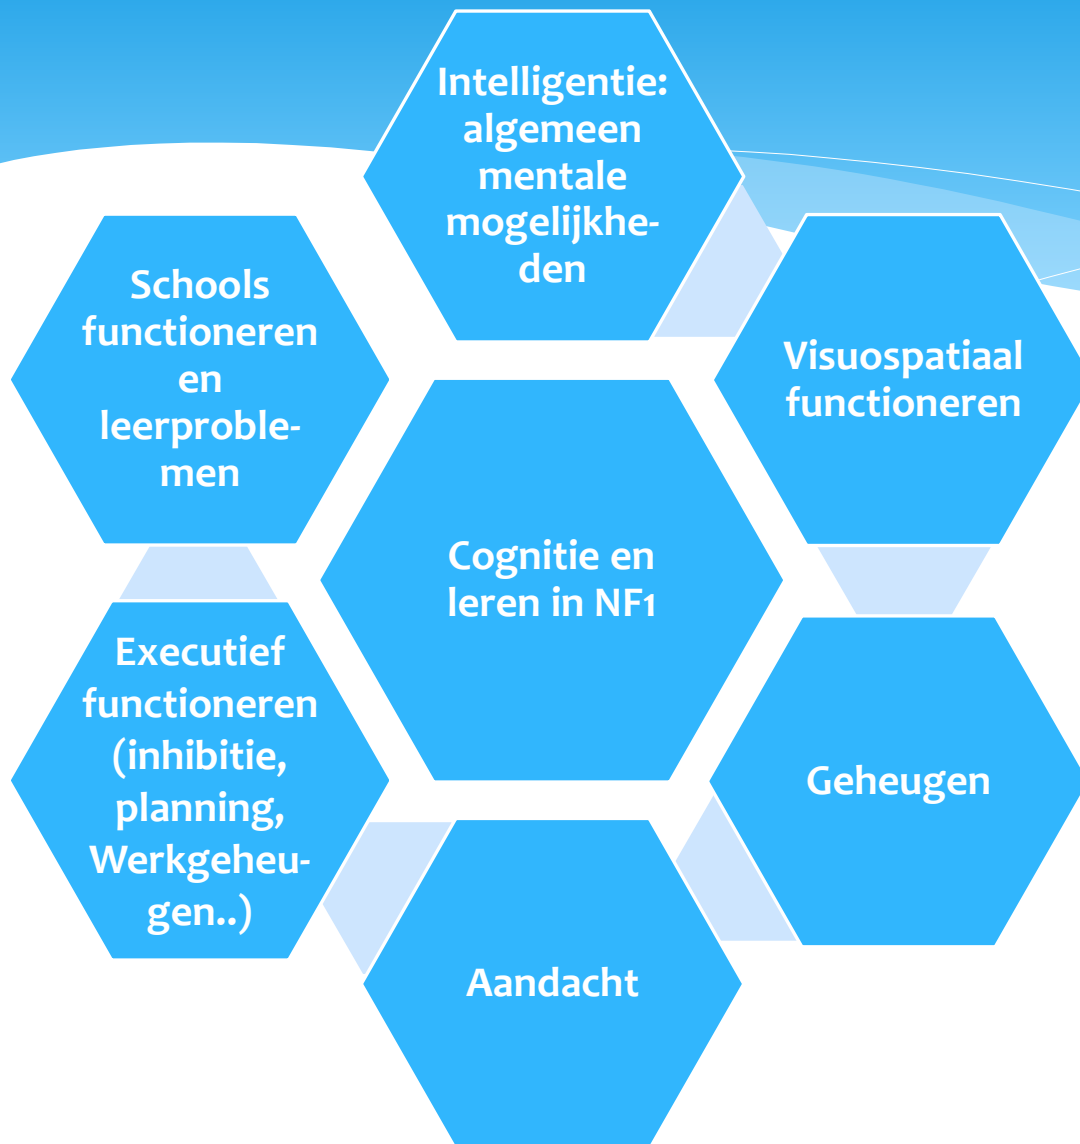 Intelligentie:
algemeen
mentale
mogelijkhe-
den
Visuospatiaal
functioneren
Geheugen
Aandacht
Executief
functioneren
(inhibitie,
planning,
Werkgeheu-
gen..)
Schools
functioneren
en
leerproble-
men
Cognitie en
leren in NF1